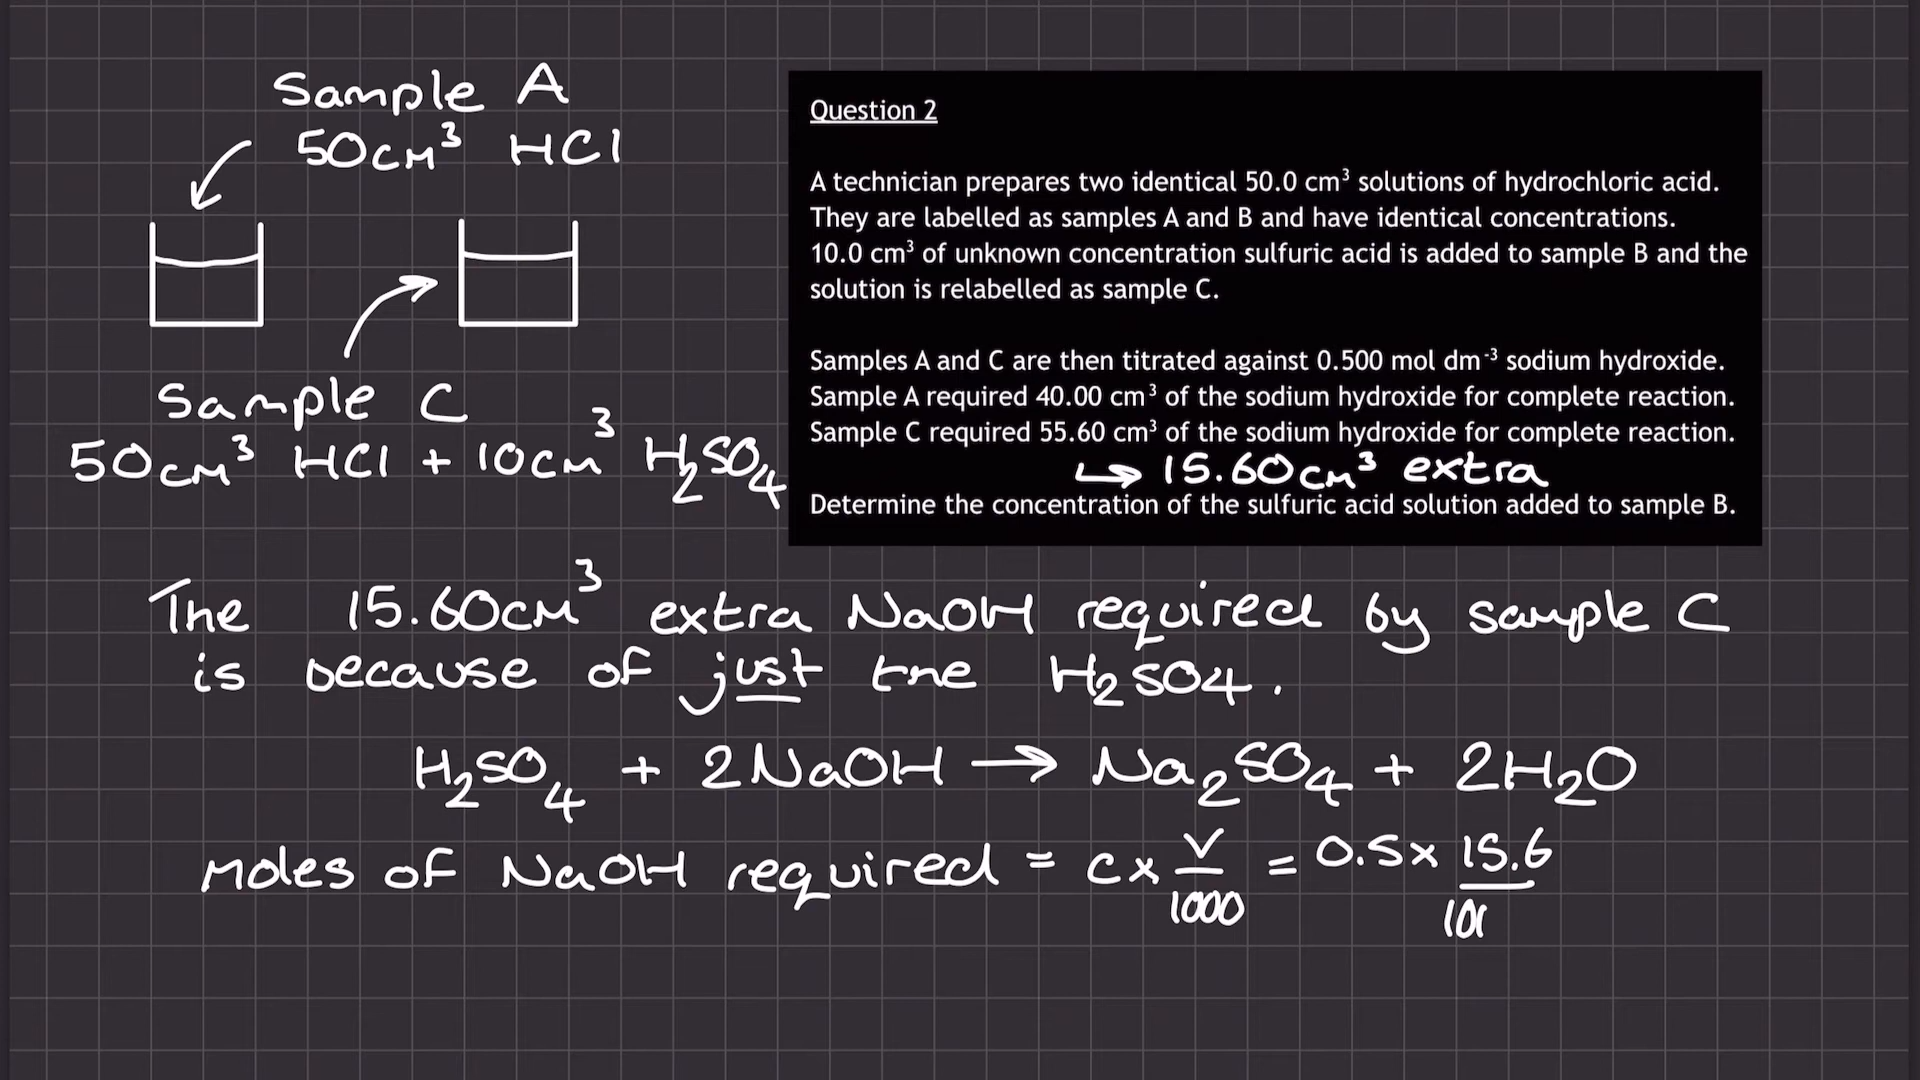 Sample A
50cm³ HCl
Sample C
50cm³ HCl + 10cm³ H₂SO₄
Question 2
A technician prepares two identical 50.0 cm³ solutions of hydrochloric acid.
They are labelled as samples A and B and have identical concentrations.
10.0 cm³ of unknown concentration sulfuric acid is added to sample B and the
solution is relabelled as sample C.
Samples A and C are then titrated against 0.500 mol dm⁻³ sodium hydroxide.
Sample A required 40.00 cm³ of the sodium hydroxide for complete reaction.
Sample C required 55.60 cm³ of the sodium hydroxide for complete reaction.
↳ 15.60cm³ extra
Determine the concentration of the sulfuric acid solution added to sample B.
The 15.60cm³ extra NaOH required by sample C
is because of just the H₂SO₄.
H₂SO₄ + 2NaOH → Na₂SO₄ + 2H₂O
moles of NaOH required = c x V/1000 = 0.5 x 15.6/10